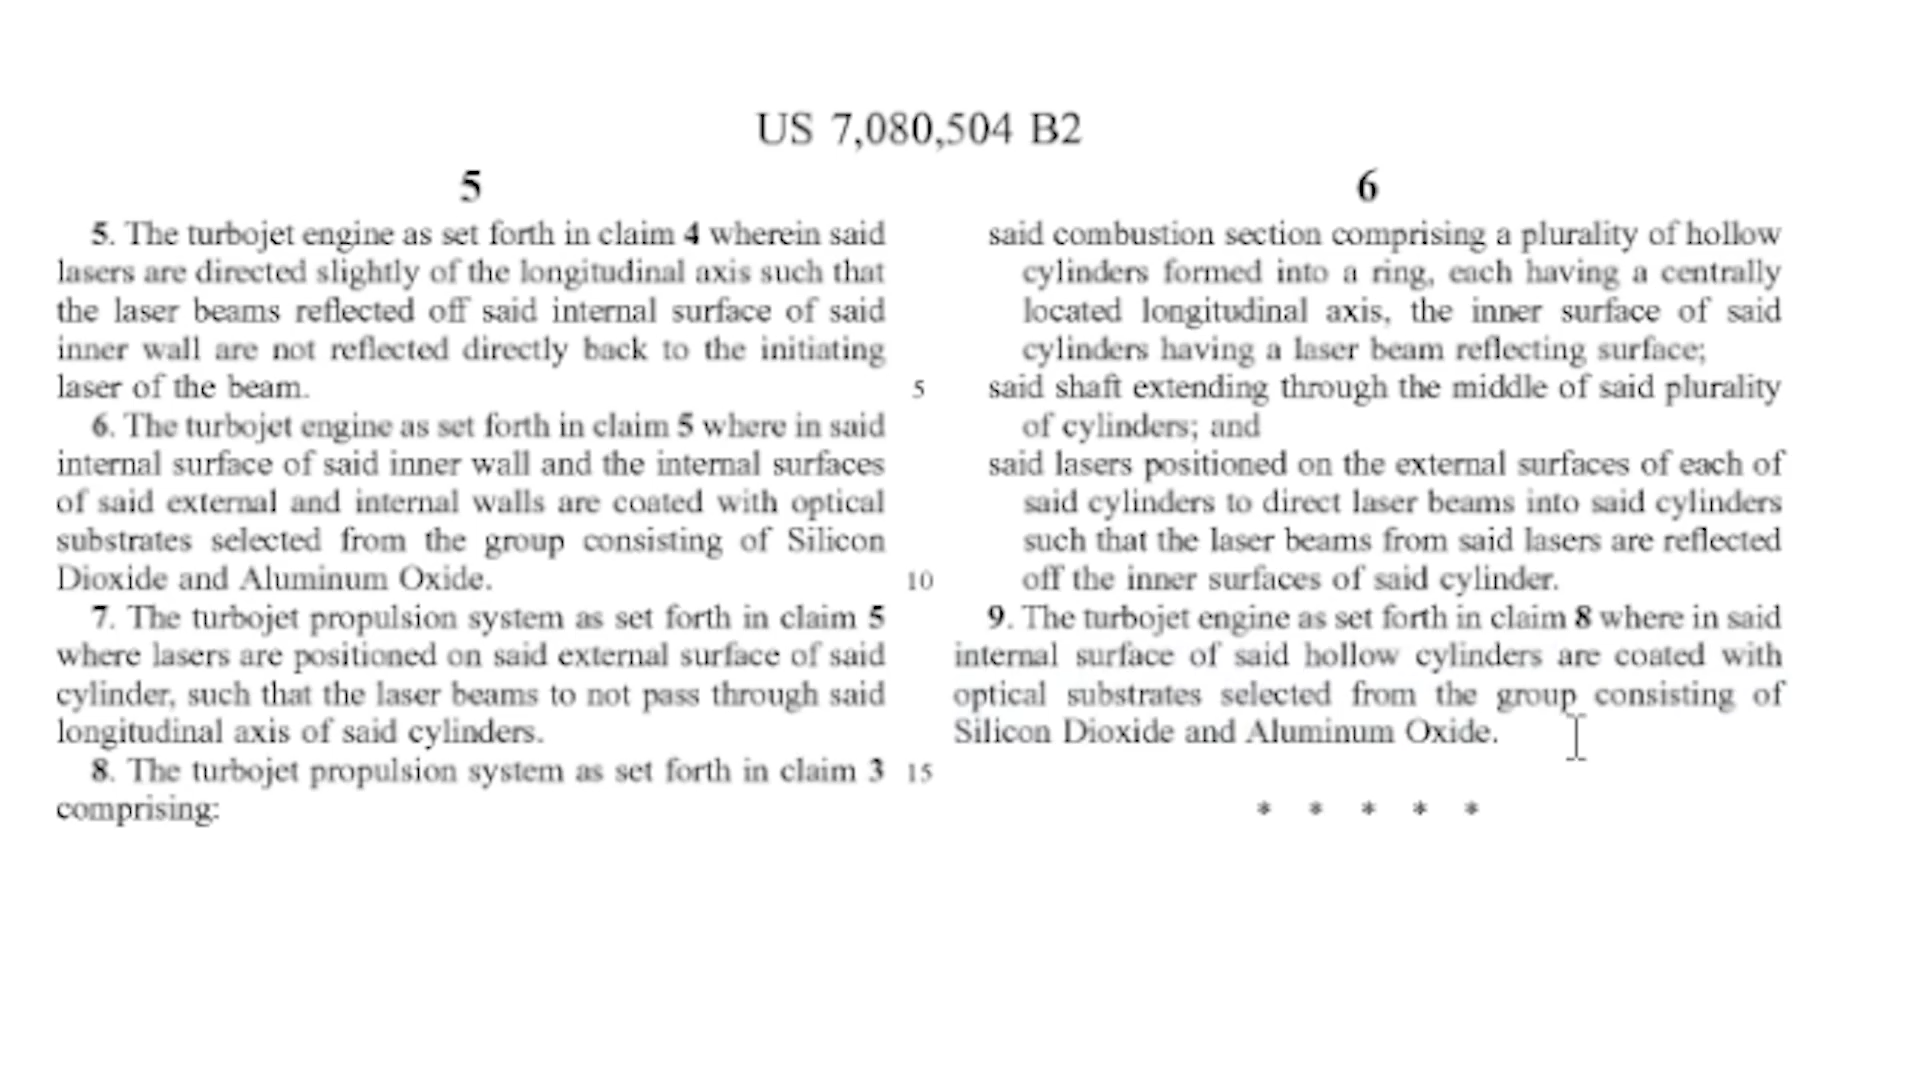 US 7,080,504 B2
5
5. The turbojet engine as set forth in claim 4 wherein said
lasers are directed slightly of the longitudinal axis such that
the laser beams reflected off said internal surface of said
inner wall are not reflected directly back to the initiating
laser of the beam.
6. The turbojet engine as set forth in claim 5 where in said
internal surface of said inner wall and the internal surfaces
of said external and internal walls are coated with optical
substrates selected from the group consisting of Silicon
Dioxide and Aluminum Oxide.
7. The turbojet propulsion system as set forth in claim 5
where lasers are positioned on said external surface of said
cylinder, such that the laser beams to not pass through said
longitudinal axis of said cylinders.
8. The turbojet propulsion system as set forth in claim 3
comprising:
5
10
15
6
said combustion section comprising a plurality of hollow
cylinders formed into a ring, each having a centrally
located longitudinal axis, the inner surface of said
cylinders having a laser beam reflecting surface;
said shaft extending through the middle of said plurality
of cylinders; and
said lasers positioned on the external surfaces of each of
said cylinders to direct laser beams into said cylinders
such that the laser beams from said lasers are reflected
off the inner surfaces of said cylinder.
9. The turbojet engine as set forth in claim 8 where in said
internal surface of said hollow cylinders are coated with
optical substrates selected from the group consisting of
Silicon Dioxide and Aluminum Oxide.
* * * * *